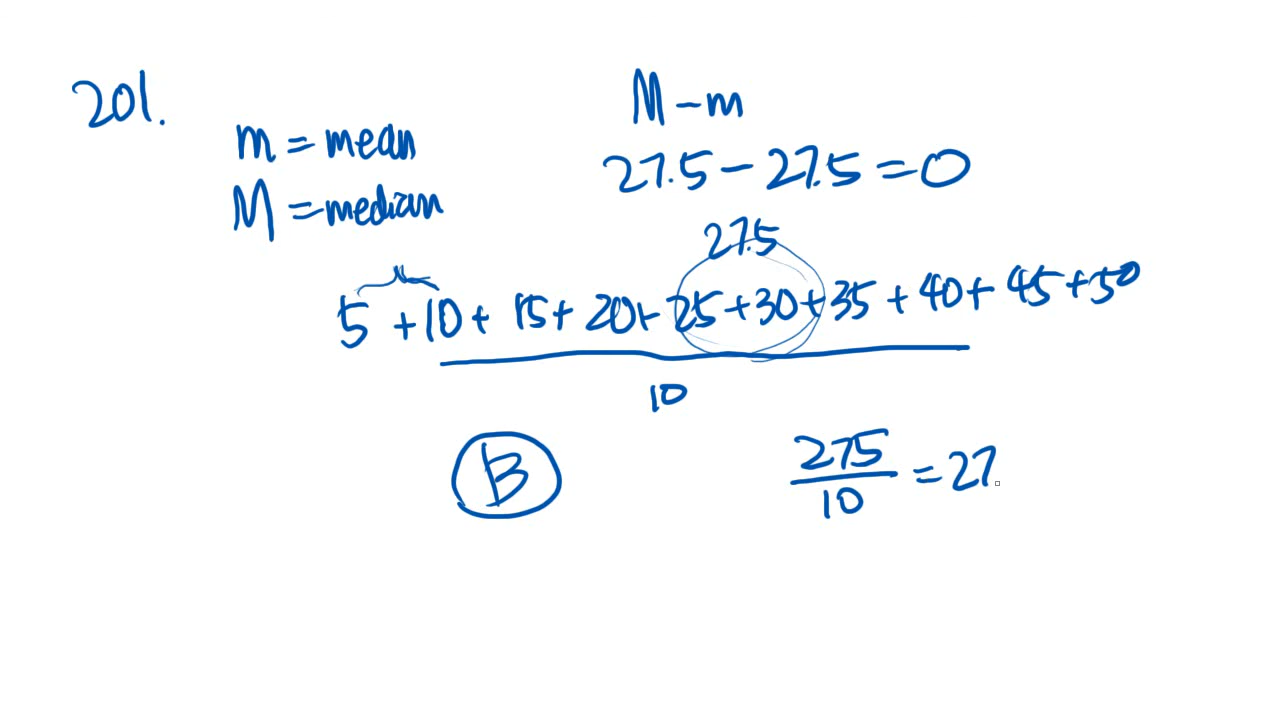 201.
m = mean
M = median
M - m
27.5 - 27.5 = 0
27.5
5 + 10 + 15 + 20 + 25 + 30 + 35 + 40 + 45 + 50
10
B
275
10
= 27.